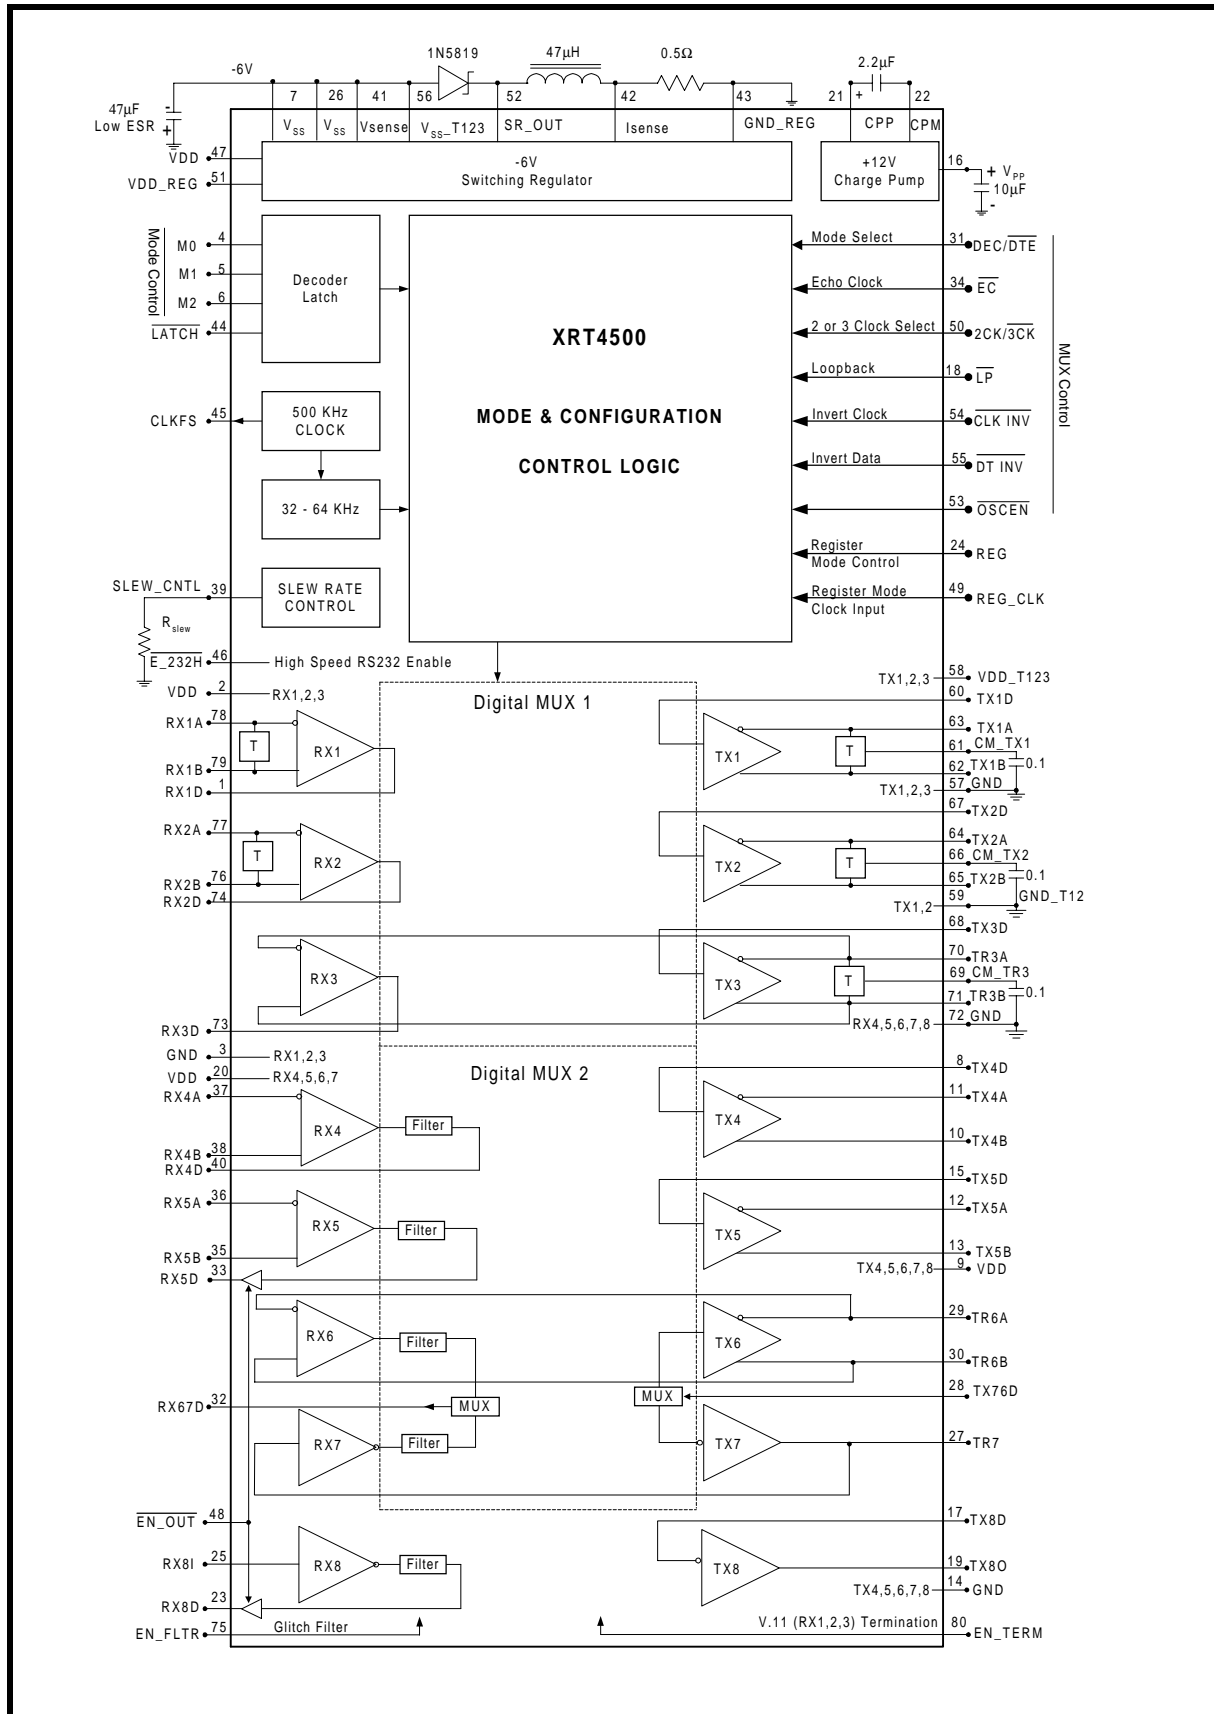 1N5819 47µH 0.5Ω 2.2µF
-6V
7 26 41 56 52 42 43 21 + 22
47µF - Low ESR +
VSS VSS Vsense VSS_T123 SR_OUT Isense GND_REG CPP CPM
VDD 47
-6V
Switching Regulator
+12V
Charge Pump
16 + VPP
10µF
-
VDD_REG 51
Mode Control
M0 4
M1 5
M2 6
LATCH 44
Decoder
Latch
CLKFS 45
500 KHz
CLOCK
32 - 64 KHz
SLEW_CNTL 39
SLEW RATE
CONTROL
Rslew
E_232H 46 High Speed RS232 Enable
XRT4500
MODE & CONFIGURATION
CONTROL LOGIC
Mode Select 31 DEC/DTE
Echo Clock 34 EC
2 or 3 Clock Select 50 2CK/3CK
Loopback 18 LP
Invert Clock 54 CLK INV
Invert Data 55 DT INV
53 OSCEN
MUX Control
Register
Mode Control
24 REG
Register Mode
Clock Input
49 REG_CLK
VDD 2 RX1,2,3
RX1A 78
T
RX1
RX1B 79
RX1D 1
RX2A 77
T
RX2
RX2B 76
RX2D 74
RX3
RX3D 73
GND 3 RX1,2,3
VDD 20 RX4,5,6,7
RX4A 37
RX4
Filter
RX4B 38
RX4D 40
RX5A 36
RX5
Filter
RX5B 35
RX5D 33
RX6
Filter
RX67D 32
MUX
RX7
Filter
EN_OUT 48
RX8I 25
RX8
Filter
RX8D 23
EN_FLTR 75 Glitch Filter
Digital MUX 1
Digital MUX 2
TX1,2,3 58 VDD_T123
60 TX1D
TX1
T
63 TX1A
61 CM_TX1
0.1
62 TX1B
TX1,2,3 57 GND
67 TX2D
TX2
T
64 TX2A
66 CM_TX2
0.1
65 TX2B
TX1,2 59 GND_T12
68 TX3D
TX3
T
70 TR3A
69 CM_TR3
0.1
71 TR3B
RX4,5,6,7,8 72 GND
8 TX4D
TX4
11 TX4A
10 TX4B
15 TX5D
TX5
12 TX5A
13 TX5B
TX4,5,6,7,8 9 VDD
TX6
29 TR6A
30 TR6B
MUX
28 TX76D
TX7
27 TR7
17 TX8D
TX8
19 TX8O
TX4,5,6,7,8 14 GND
V.11 (RX1,2,3) Termination 80 EN_TERM